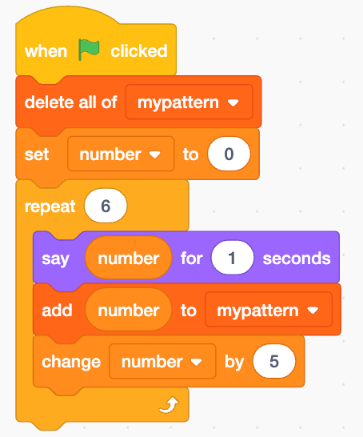 when clicked
delete all of mypattern
set number to 0
repeat 6
say number for 1 seconds
add number to mypattern
change number by 5